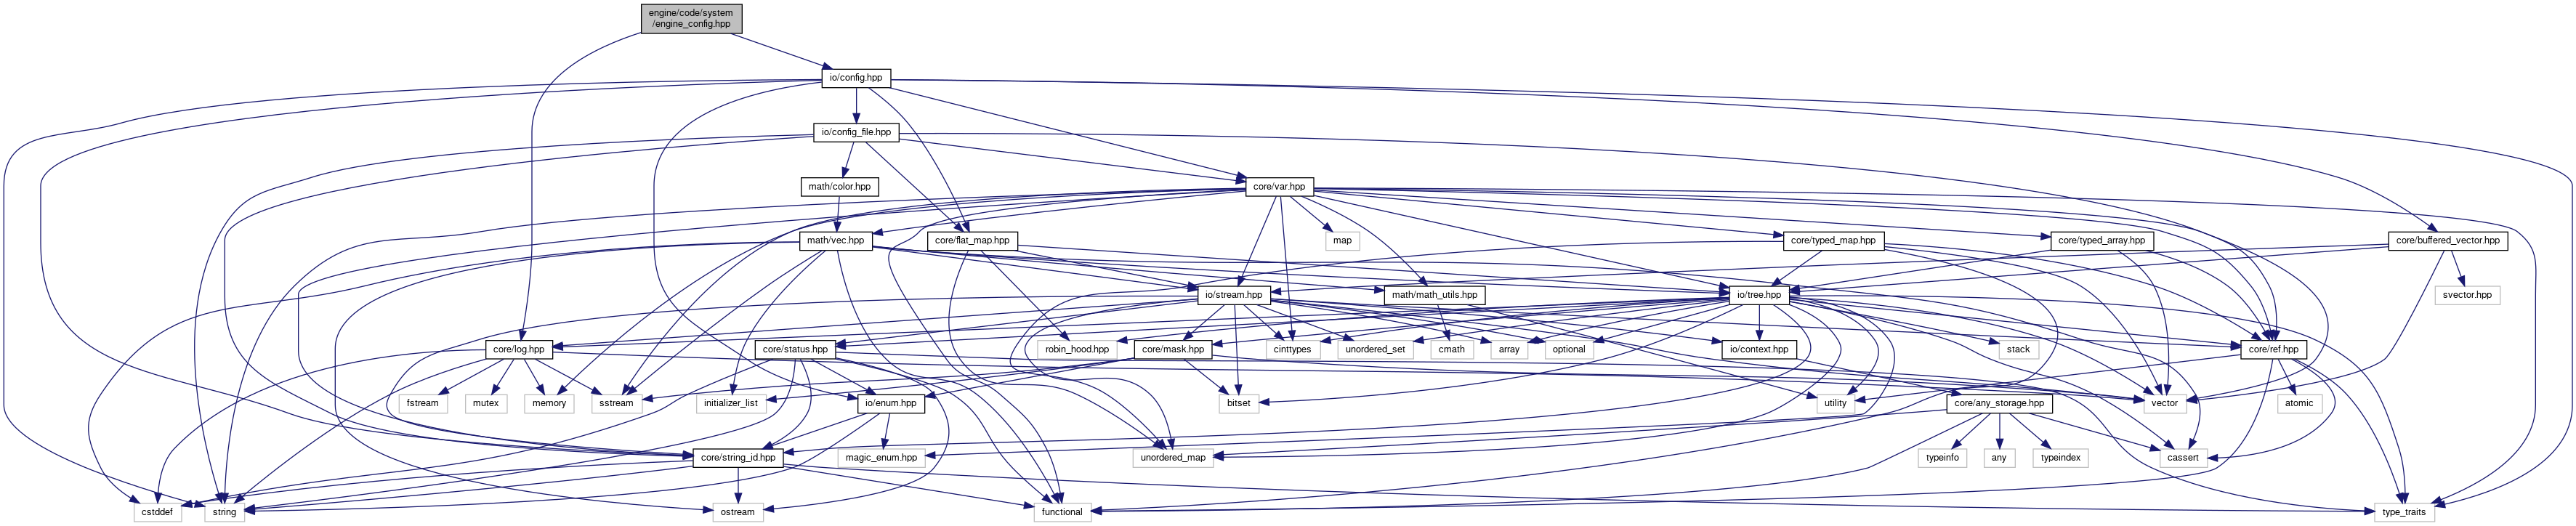 engine/code/system
/engine_config.hpp
io/config.hpp
io/config_file.hpp
math/color.hpp
core/var.hpp
math/vec.hpp
core/flat_map.hpp
map
core/typed_map.hpp
core/typed_array.hpp
core/buffered_vector.hpp
io/stream.hpp
math/math_utils.hpp
io/tree.hpp
svector.hpp
core/log.hpp
core/status.hpp
robin_hood.hpp
core/mask.hpp
cinttypes
unordered_set
cmath
array
optional
io/context.hpp
stack
core/ref.hpp
fstream
mutex
memory
sstream
initializer_list
io/enum.hpp
bitset
utility
core/any_storage.hpp
vector
atomic
core/string_id.hpp
magic_enum.hpp
unordered_map
typeinfo
any
typeindex
cassert
cstddef
string
ostream
functional
type_traits